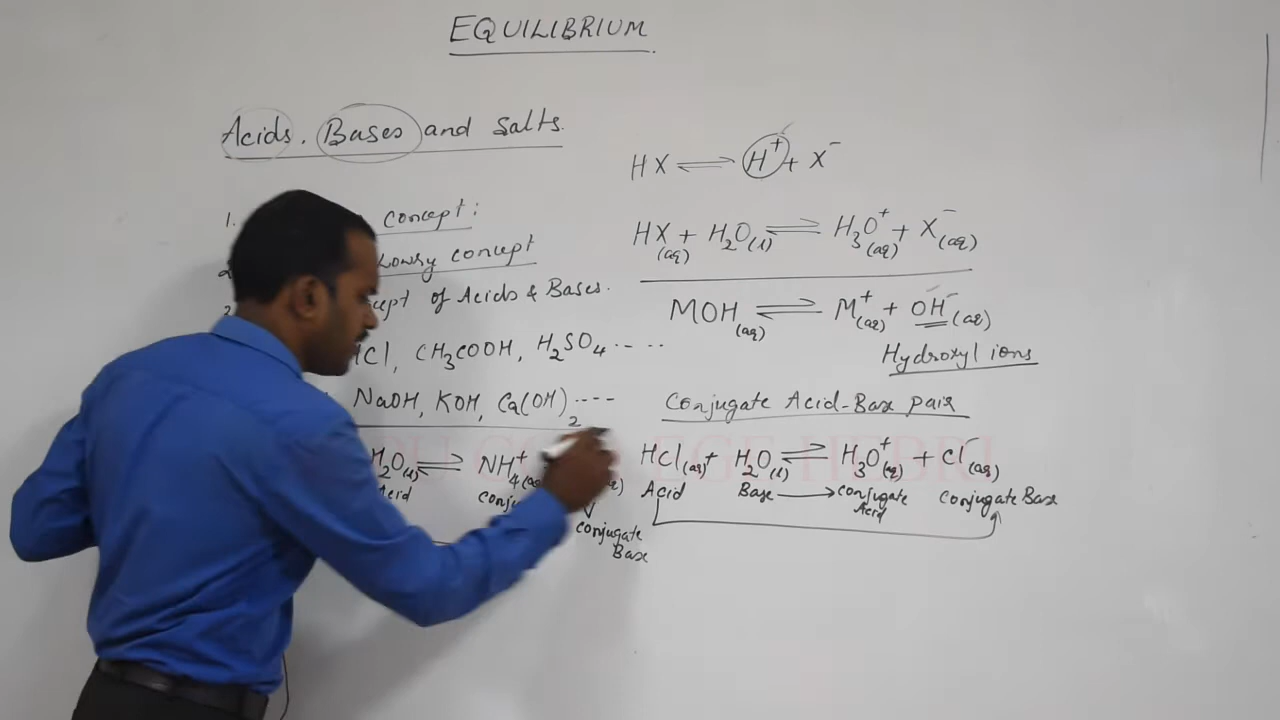 EQUILIBRIUM
Acids, Bases and Salts.
1. concept:
Lowry concept
of Acids & Bases.
CH₃COOH, H₂SO₄ ....
NaOH, KOH, Ca(OH)₂ ----
H₂O(l) ⇌ NH₄⁺
Acid
conjugate Base
HX ⇌ H⁺ + X⁻
HX(aq) + H₂O(l) ⇌ H₃O⁺(aq) + X⁻(aq)
MOH(aq) ⇌ M⁺(aq) + OH⁻(aq)
Hydroxyl ions
Conjugate Acid-Base pair
HCl(aq) + H₂O(l) ⇌ H₃O⁺(aq) + Cl⁻(aq)
Acid Base → conjugate Acid conjugate Base